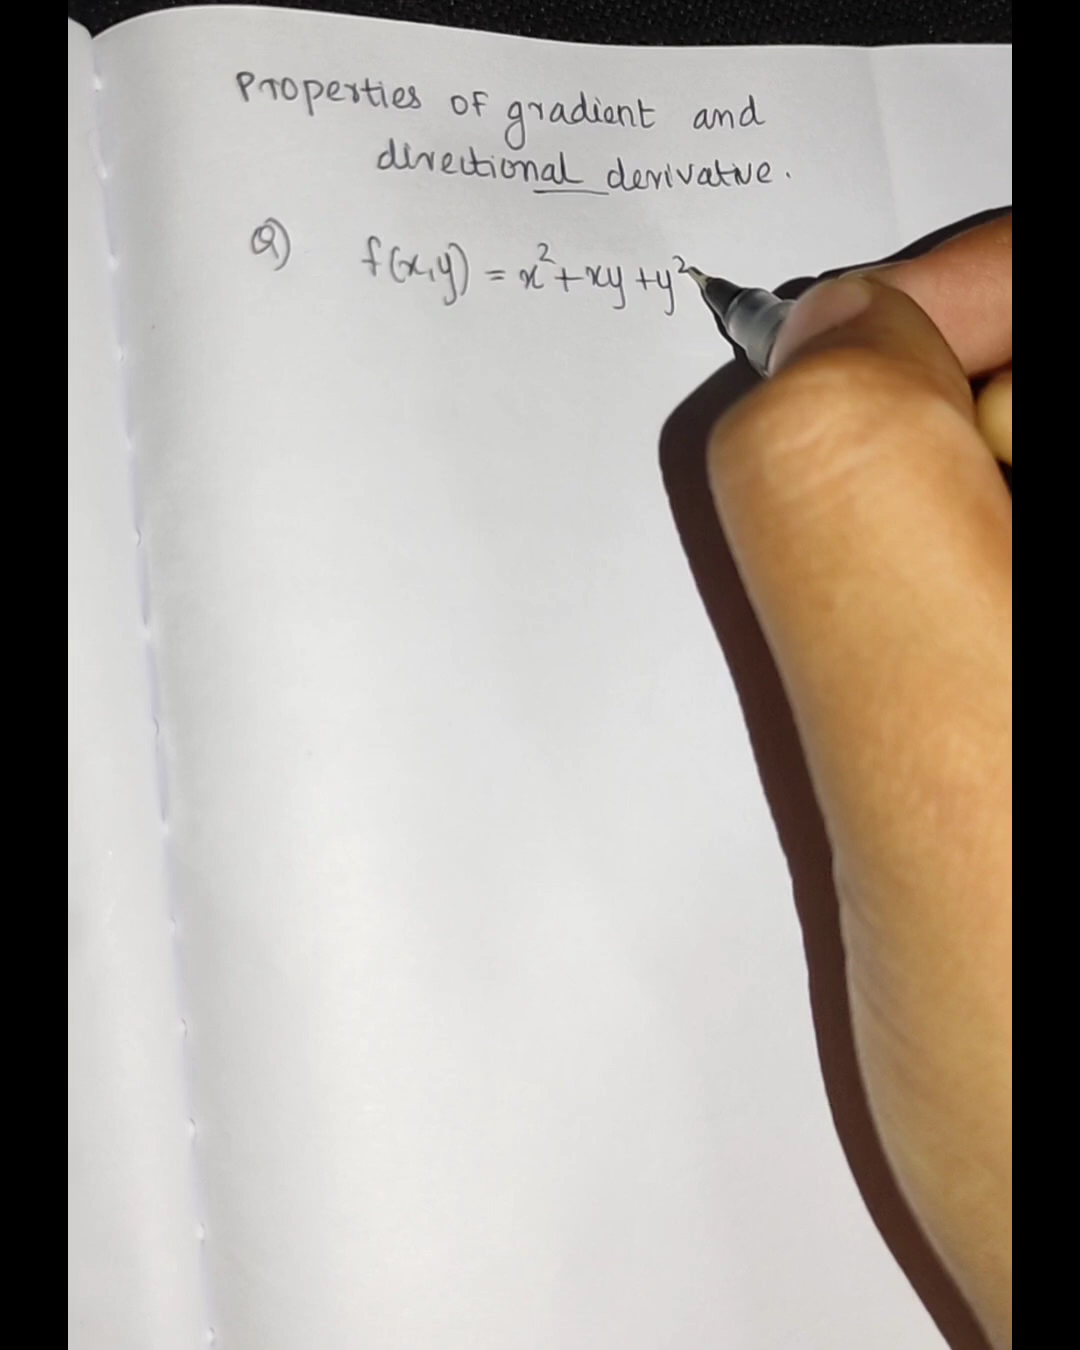 Properties of gradient and
directional derivative.
Q) f(x,y) = x²+xy+y²